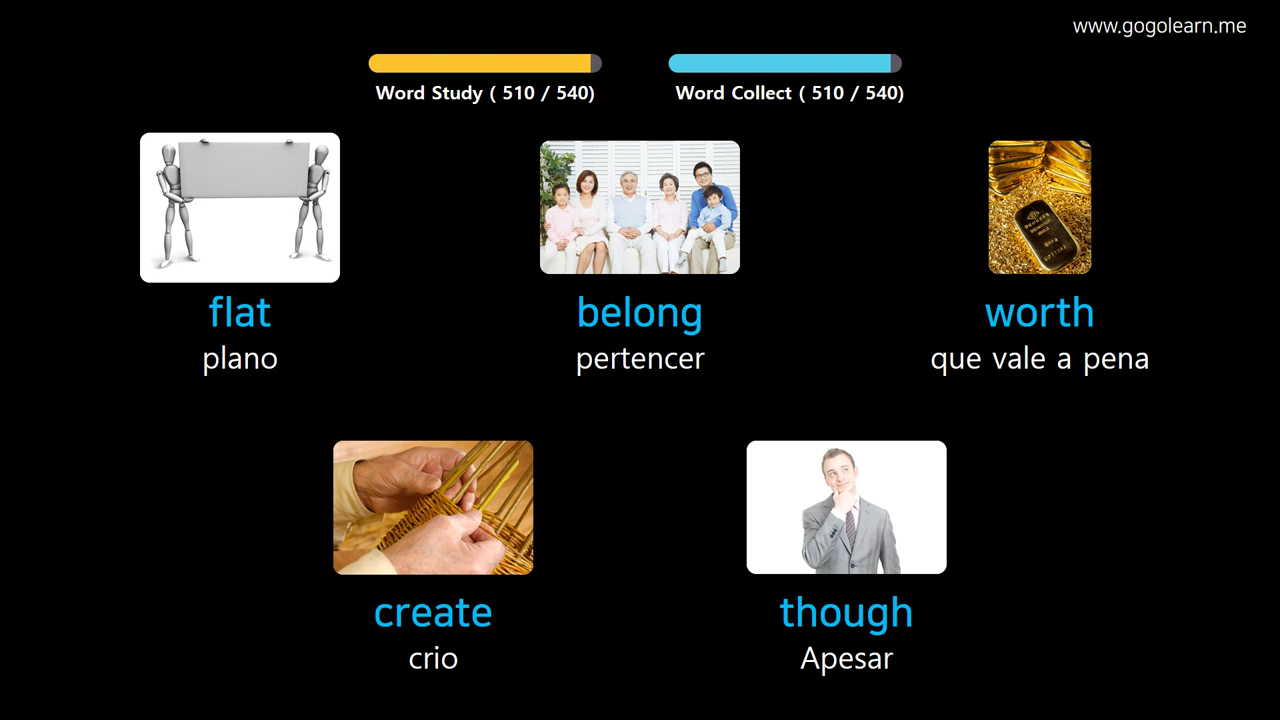 www.gogolearn.me
Word Study ( 510 / 540)
Word Collect ( 510 / 540)
flat
plano
belong
pertencer
worth
que vale a pena
create
crio
though
Apesar